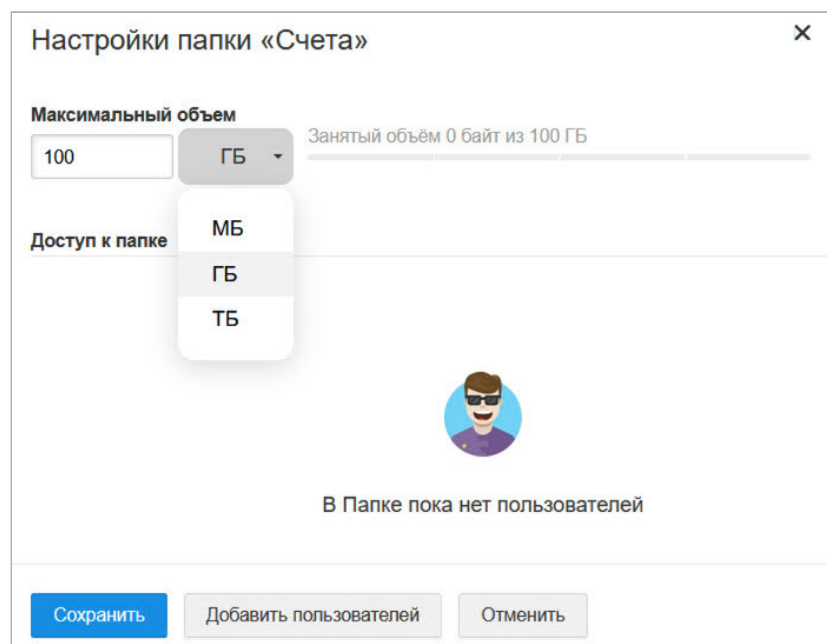 Настройки папки «Счета»
Максимальный объем
100
ГБ
Занятый объём 0 байт из 100 ГБ
МБ
ГБ
ТБ
Доступ к папке
В Папке пока нет пользователей
Сохранить
Добавить пользователей
Отменить